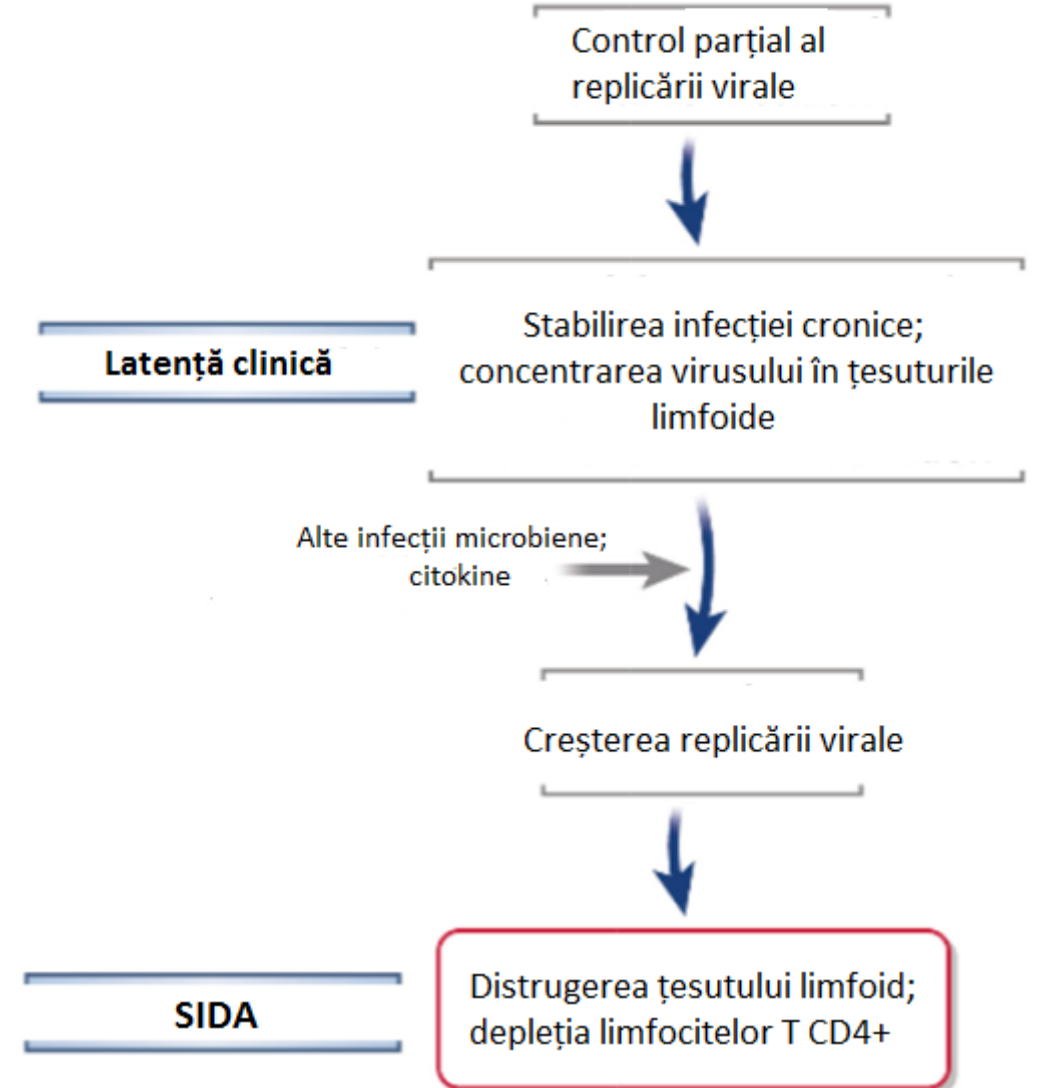 Control parțial al
replicării virale
Stabilirea infecției cronice;
concentrarea virusului în țesuturile
limfoide
Latență clinică
Alte infecții microbiene;
citokine
Creșterea replicării virale
Distrugerea țesutului limfoid;
depleția limfocitelor T CD4+
SIDA